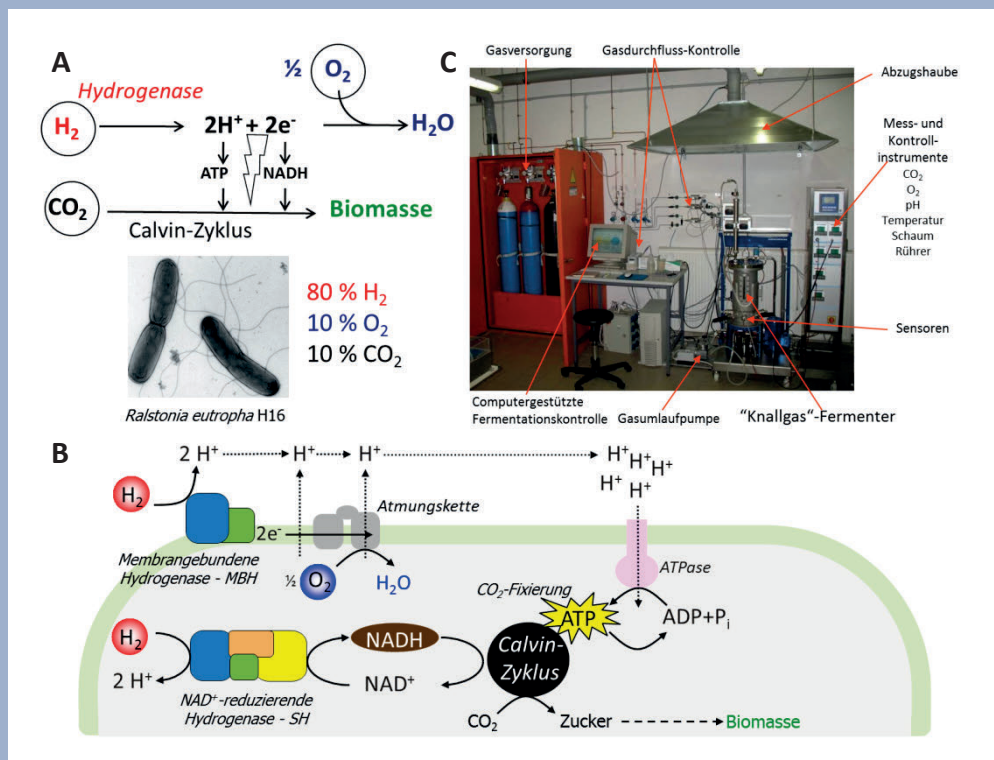 A
½ O₂
Hydrogenase
H₂
2H⁺ + 2e⁻
H₂O
ATP
NADH
CO₂
Biomasse
Calvin-Zyklus
80 % H₂
10 % O₂
10 % CO₂
Ralstonia eutropha H16
C
Gasversorgung
Gasdurchfluss-Kontrolle
Abzugshaube
Mess- und
Kontroll-
instrumente
CO₂
O₂
pH
Temperatur
Schaum
Rührer
Sensoren
Computergestützte
Fermentationskontrolle
Gasumlaufpumpe
"Knallgas“-Fermenter
B
2 H⁺
H⁺
H⁺
H⁺
H⁺
H⁺
H⁺
H⁺
H₂
2e⁻
Atmungskette
Membrangebundene
Hydrogenase - MBH
½ O₂
H₂O
ATPase
CO₂-Fixierung
ATP
ADP+Pᵢ
H₂
NADH
Calvin-
Zyklus
2 H⁺
NAD⁺
NAD⁺-reduzierende
Hydrogenase - SH
CO₂
Zucker
Biomasse